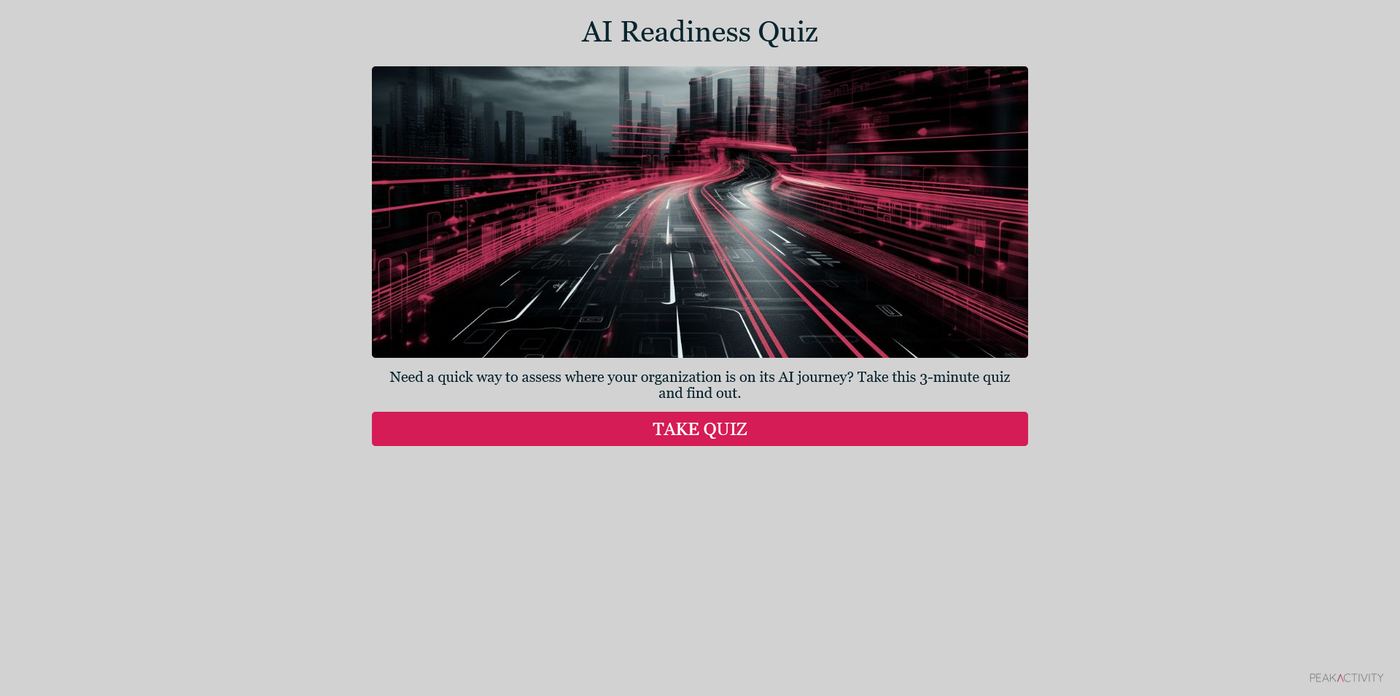 AI Readiness Quiz
Need a quick way to assess where your organization is on its AI journey? Take this 3-minute quiz
and find out.
TAKE QUIZ
PEAKACTIVITY